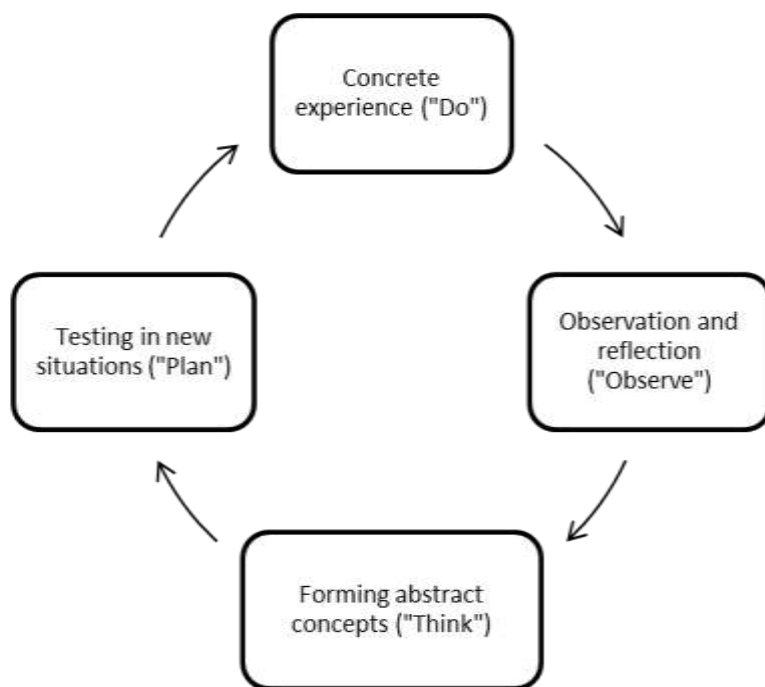 Concrete
experience ("Do")
Observation and
reflection
("Observe")
Forming abstract
concepts ("Think")
Testing in new
situations ("Plan")